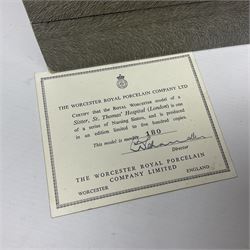 THE WORCESTER ROYAL PORCELAIN COMPANY LTD
Certify that the Royal Worcester model of a
Sister, St. Thomas' Hospital (London) is one
of a series of Nursing Sisters, and is produced
in an edition limited to five hundred copies.
This model is number 180
Director
THE WORCESTER ROYAL PORCELAIN
COMPANY LIMITED
WORCESTER ENGLAND